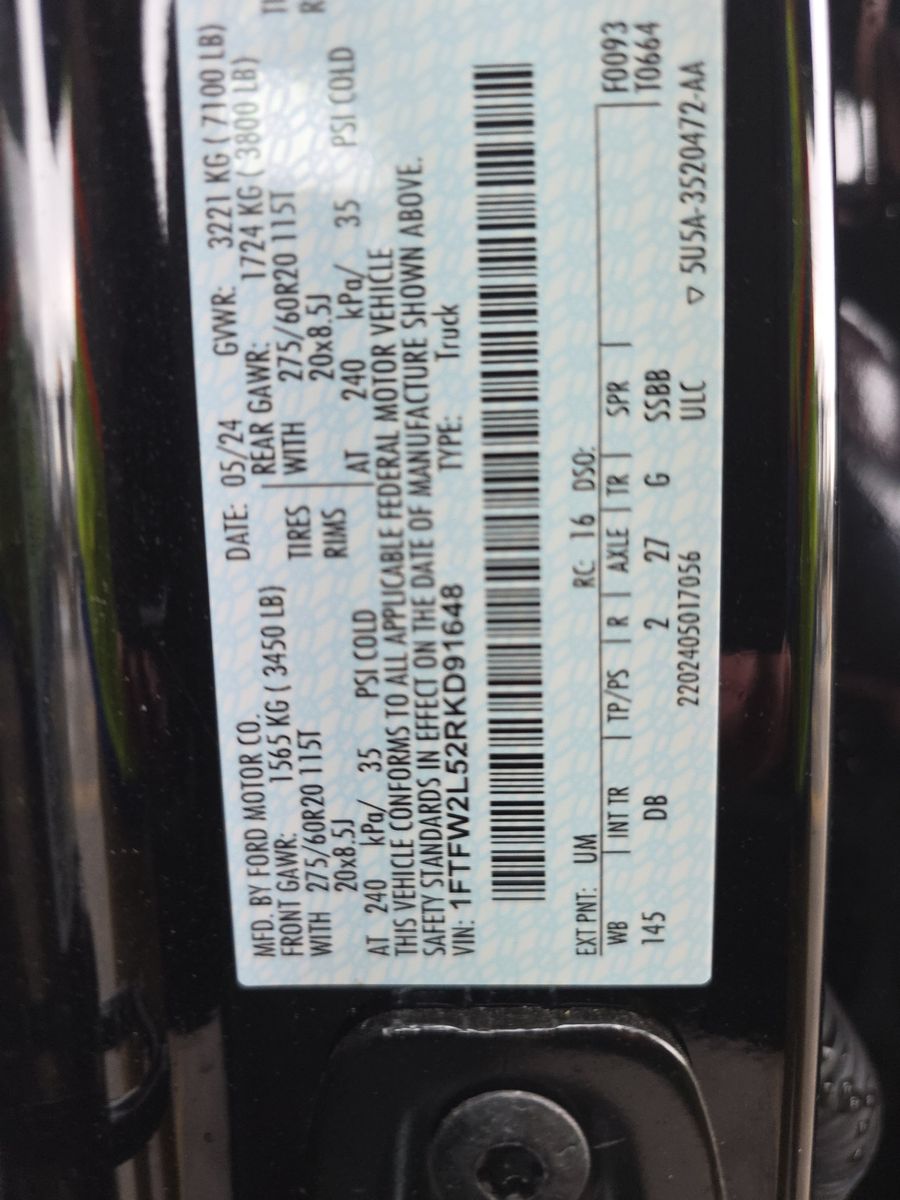 MFD. BY FORD MOTOR CO. DATE: 05/24 GVWR: 3221 KG ( 7100 LB)
FRONT GAWR: 1565 KG ( 3450 LB) REAR GAWR: 1724 KG ( 3800 LB)
WITH 275/60R20 115T TIRES WITH 275/60R20 115T
20x8.5J RIMS 20x8.5J
AT 240 kPa/ 35 PSI COLD AT 240 kPa/ 35 PSI COLD
THIS VEHICLE CONFORMS TO ALL APPLICABLE FEDERAL MOTOR VEHICLE
SAFETY STANDARDS IN EFFECT ON THE DATE OF MANUFACTURE SHOWN ABOVE.
VIN: 1FTFW2L52RKD91648 TYPE: Truck
EXT PNT: UM RC: 16 DSO: F0093
WB INT TR TP/PS R AXLE TR SPR T0664
145 DB 2 27 G SSBB
2202405017056 ULC ▽ 5U5A-3520472-AA